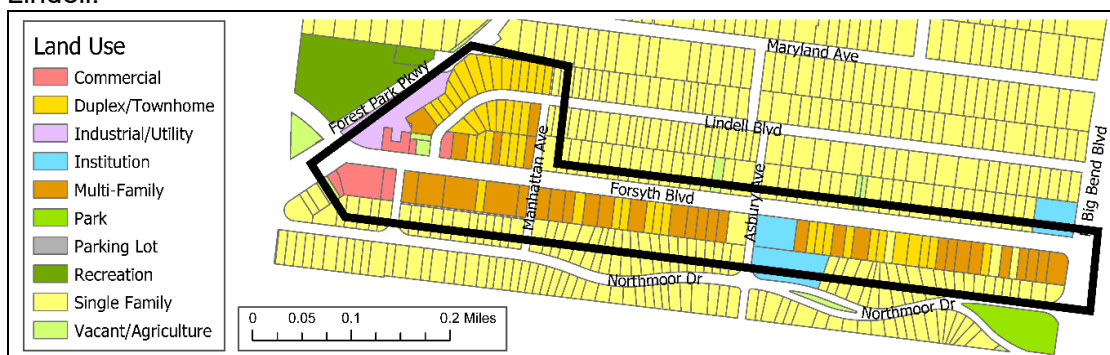 Lindell.
Land Use
Commercial
Duplex/Townhome
Industrial/Utility
Institution
Multi-Family
Park
Parking Lot
Recreation
Single Family
Vacant/Agriculture
Forest Park Pkwy
Maryland Ave
Lindell Blvd
Manhattan Ave
Forsyth Blvd
Asbury Ave
Big Bend Blvd
Northmoor Dr
Northmoor Dr
0 0.05 0.1 0.2 Miles